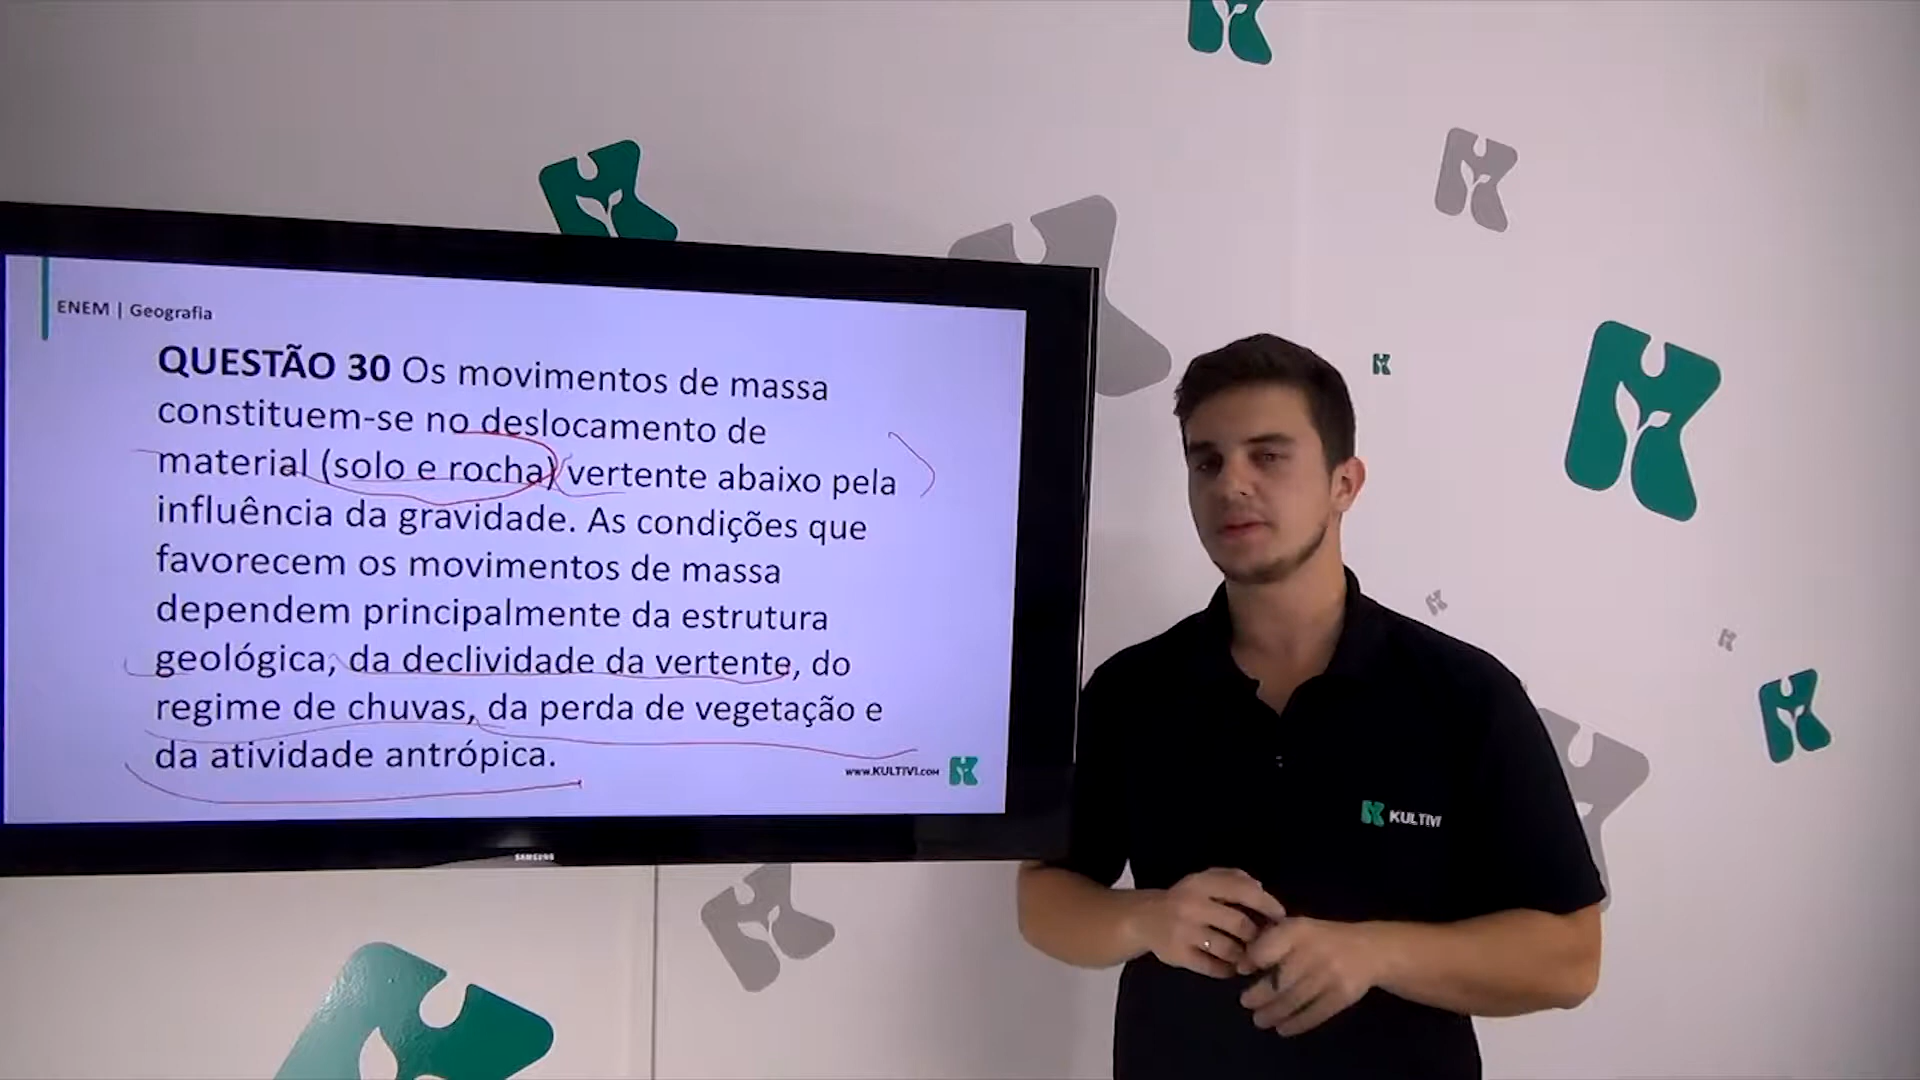 ENEM | Geografia
QUESTÃO 30 Os movimentos de massa
constituem-se no deslocamento de
material (solo e rocha) vertente abaixo pela
influência da gravidade. As condições que
favorecem os movimentos de massa
dependem principalmente da estrutura
geológica, da declividade da vertente, do
regime de chuvas, da perda de vegetação e
da atividade antrópica.
www.KULTIVI.COM
SAMSUNG
KULTIVI